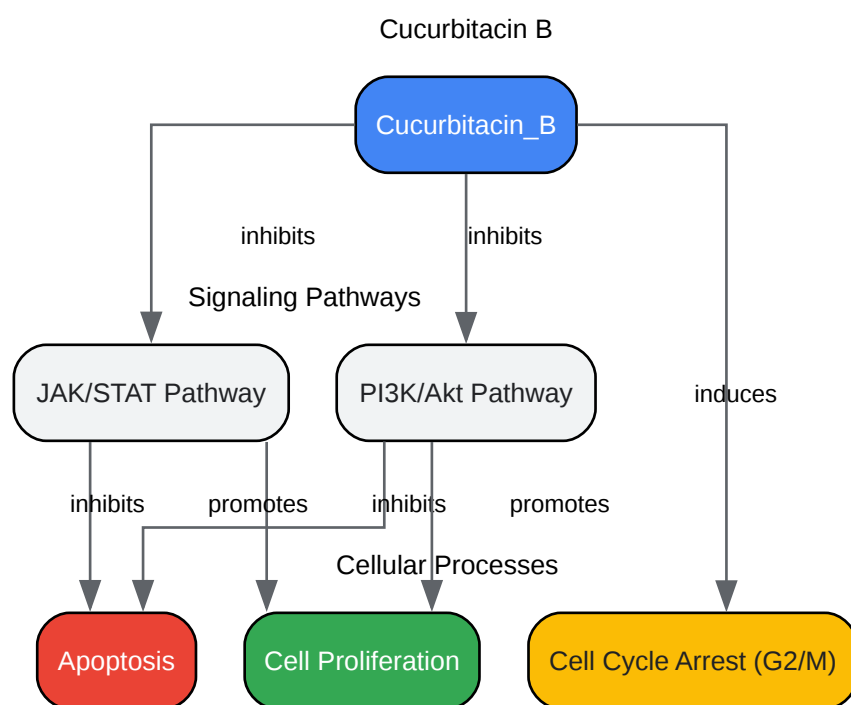 Cucurbitacin B
Cucurbitacin_B
inhibits
inhibits
Signaling Pathways
JAK/STAT Pathway
PI3K/Akt Pathway
induces
inhibits
promotes
inhibits
promotes
Cellular Processes
Apoptosis
Cell Proliferation
Cell Cycle Arrest (G2/M)